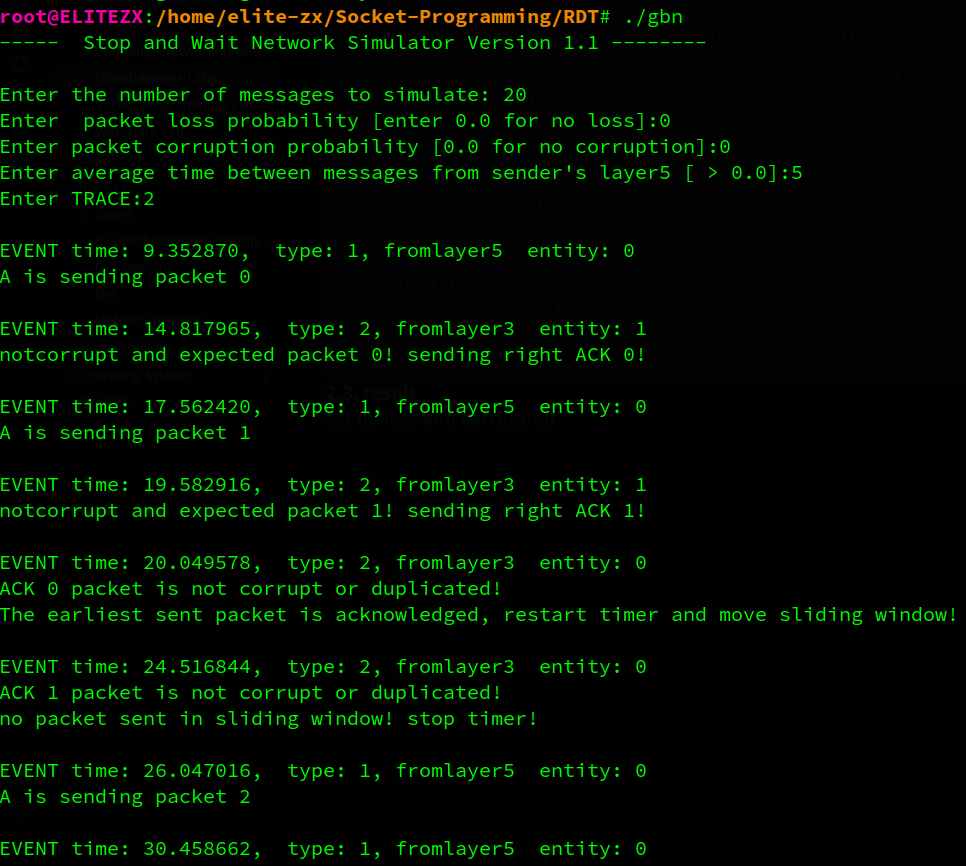 root@ELITEZX:/home/elite-zx/Socket-Programming/RDT# ./gbn
-----  Stop and Wait Network Simulator Version 1.1 --------
Enter the number of messages to simulate: 20
Enter  packet loss probability [enter 0.0 for no loss]:0
Enter packet corruption probability [0.0 for no corruption]:0
Enter average time between messages from sender's layer5 [ > 0.0]:5
Enter TRACE:2
EVENT time: 9.352870,  type: 1, fromlayer5  entity: 0
A is sending packet 0
EVENT time: 14.817965,  type: 2, fromlayer3  entity: 1
notcorrupt and expected packet 0! sending right ACK 0!
EVENT time: 17.562420,  type: 1, fromlayer5  entity: 0
A is sending packet 1
EVENT time: 19.582916,  type: 2, fromlayer3  entity: 1
notcorrupt and expected packet 1! sending right ACK 1!
EVENT time: 20.049578,  type: 2, fromlayer3  entity: 0
ACK 0 packet is not corrupt or duplicated!
The earliest sent packet is acknowledged, restart timer and move sliding window!
EVENT time: 24.516844,  type: 2, fromlayer3  entity: 0
ACK 1 packet is not corrupt or duplicated!
no packet sent in sliding window! stop timer!
EVENT time: 26.047016,  type: 1, fromlayer5  entity: 0
A is sending packet 2
EVENT time: 30.458662,  type: 1, fromlayer5  entity: 0